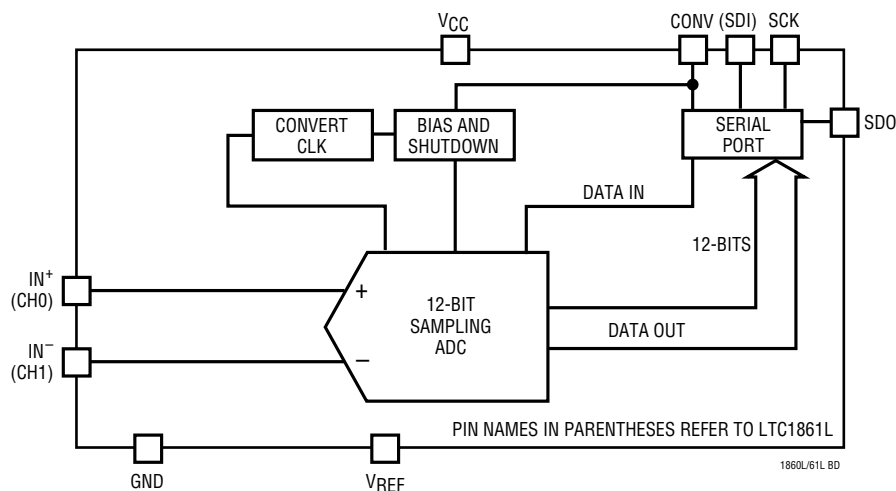 VCC
CONV (SDI) SCK
CONVERT
CLK
BIAS AND
SHUTDOWN
SERIAL
PORT
SDO
DATA IN
12-BITS
IN+
(CH0)
+
12-BIT
SAMPLING
ADC
DATA OUT
IN−
(CH1)
−
PIN NAMES IN PARENTHESES REFER TO LTC1861L
GND
VREF
1860L/61L BD